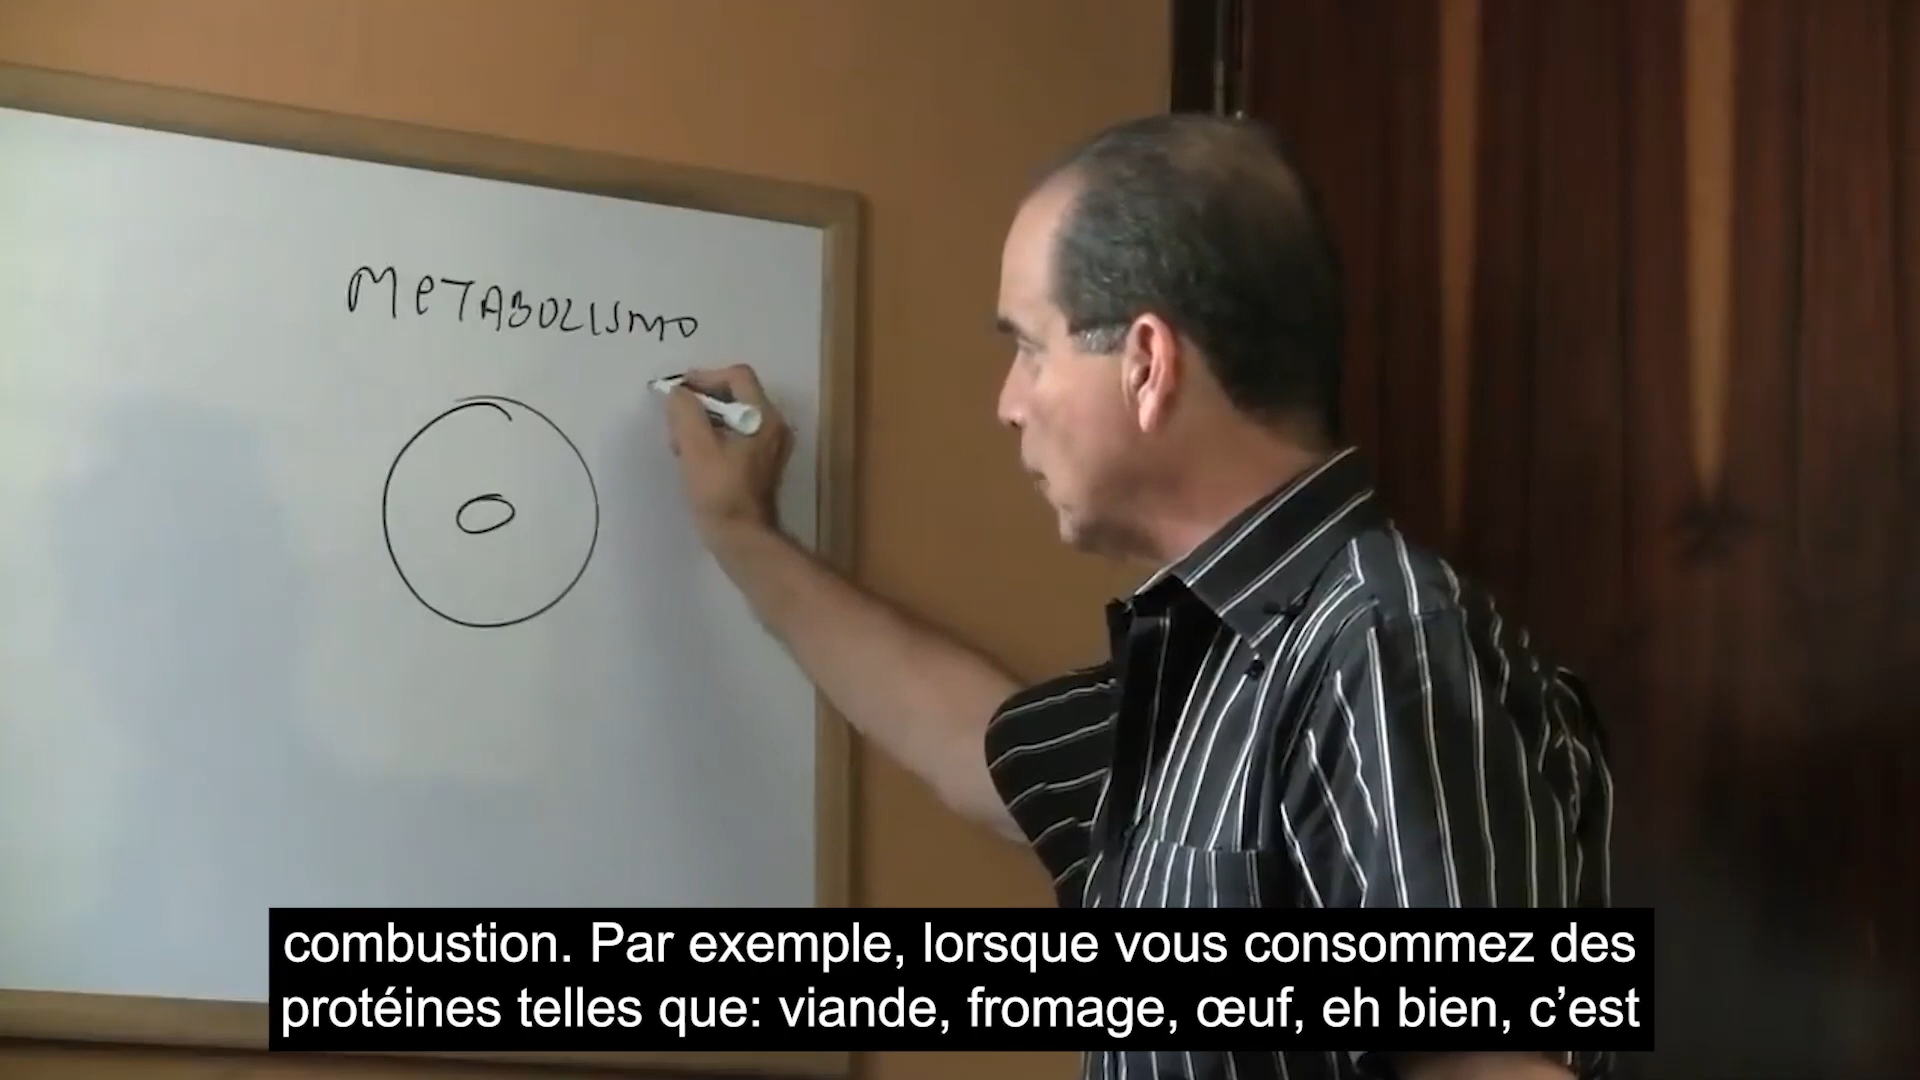 METABOLISMO
combustion. Par exemple, lorsque vous consommez des
protéines telles que: viande, fromage, œuf, eh bien, c’est